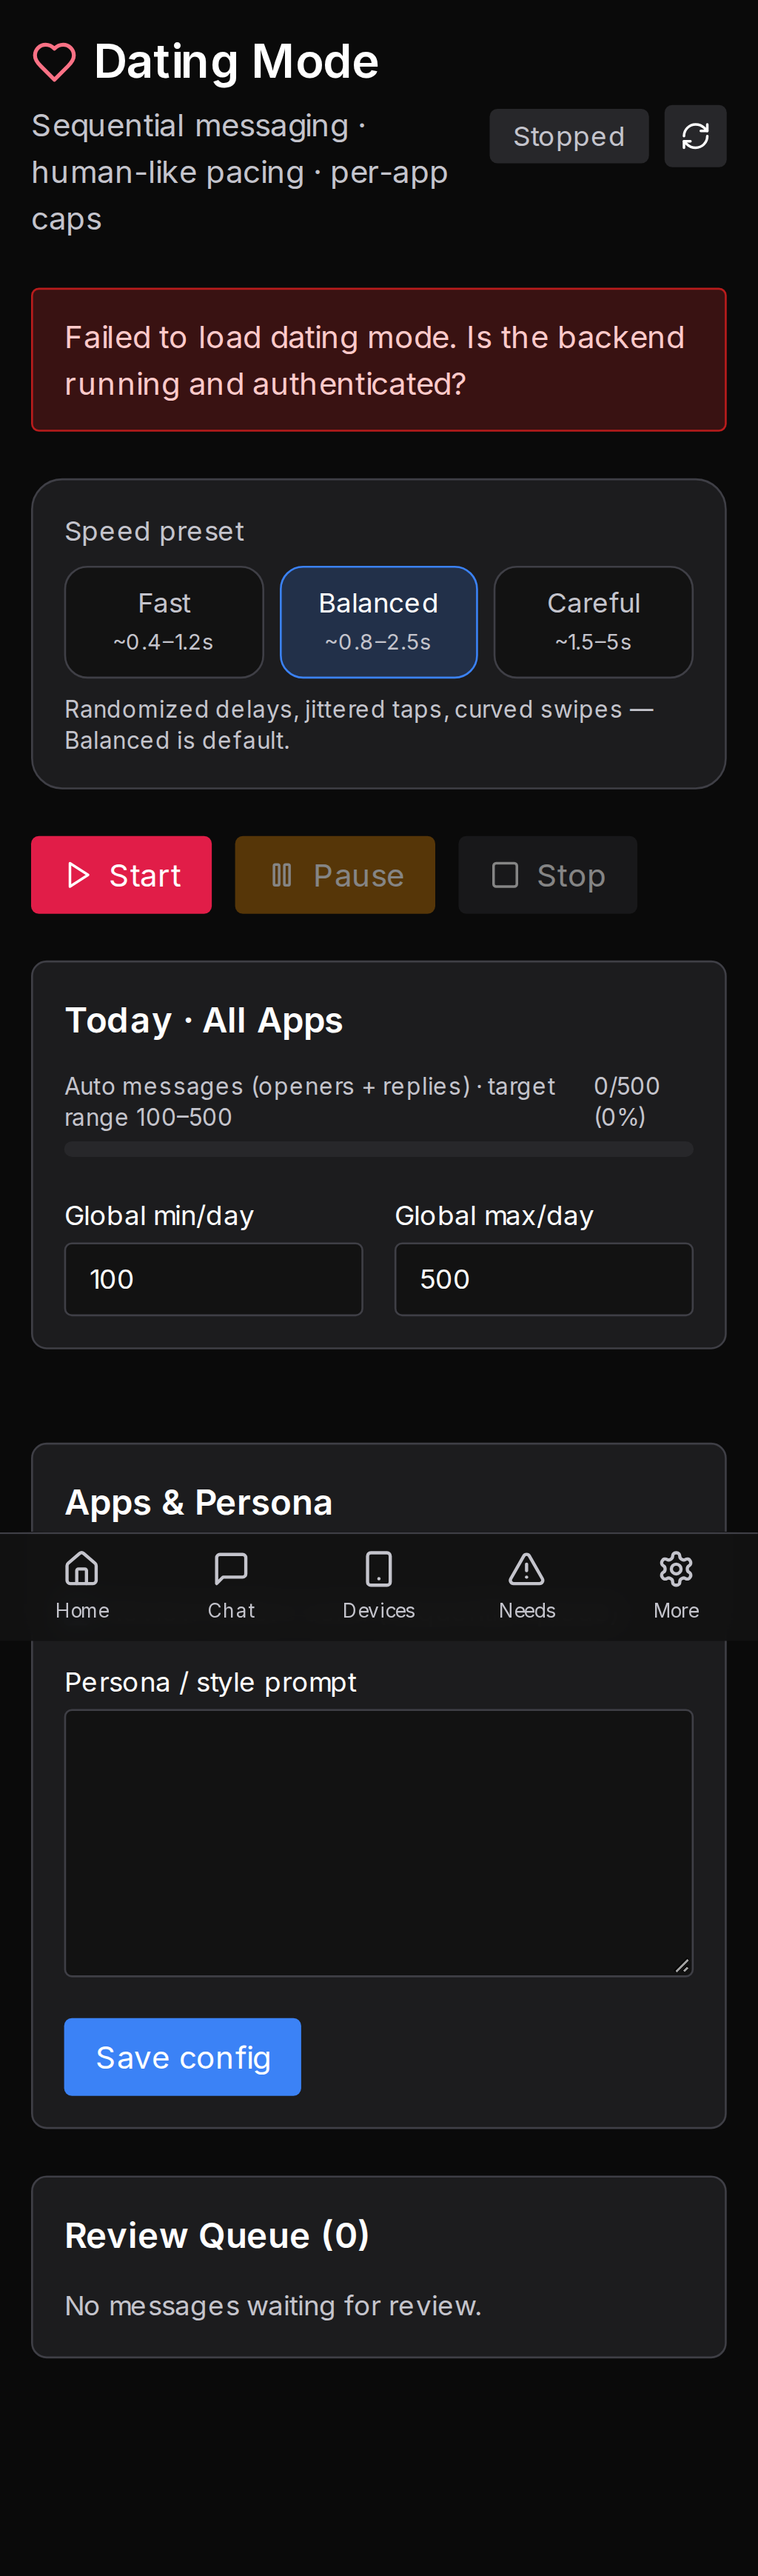 Dating Mode
Sequential messaging ·
human-like pacing · per-app
caps
Stopped
Failed to load dating mode. Is the backend
running and authenticated?
Speed preset
Fast
~0.4–1.2s
Balanced
~0.8–2.5s
Careful
~1.5–5s
Randomized delays, jittered taps, curved swipes —
Balanced is default.
Start
Pause
Stop
Today · All Apps
Auto messages (openers + replies) · target
range 100–500
0/500
(0%)
Global min/day
Global max/day
100
500
Apps & Persona
Home
Chat
Devices
Needs
More
Persona / style prompt
Save config
Review Queue (0)
No messages waiting for review.